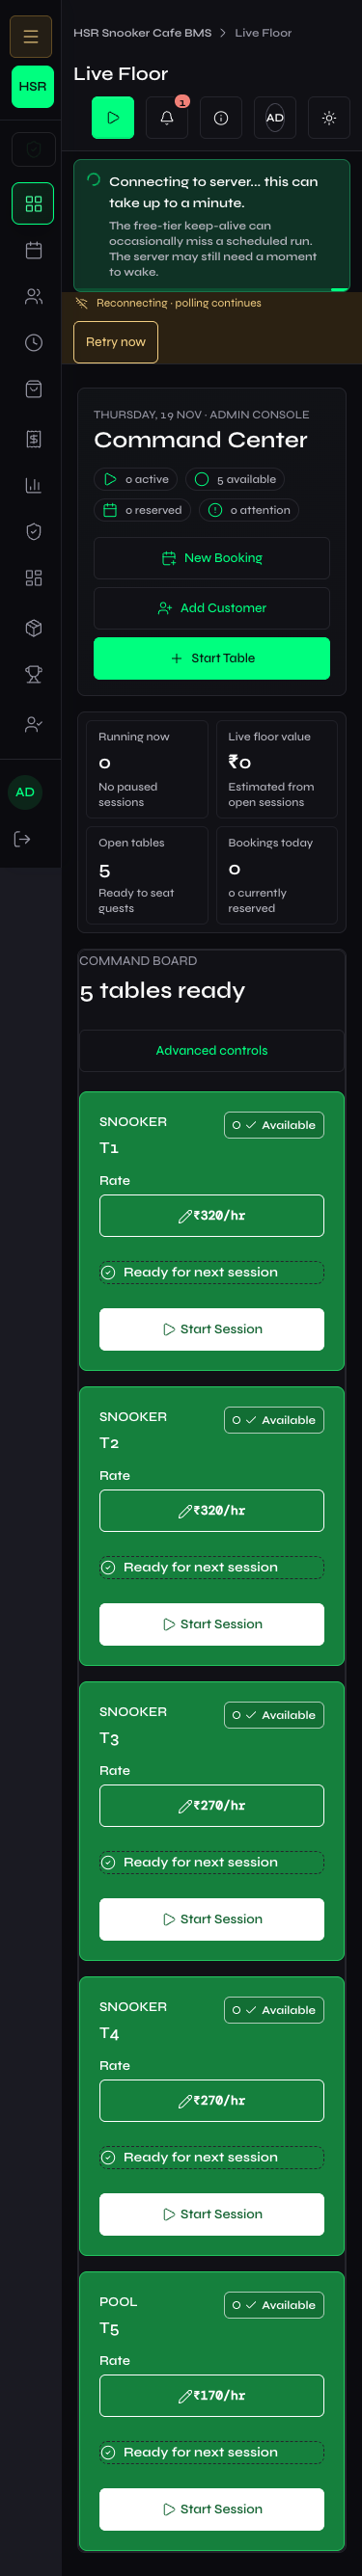 HSR
HSR Snooker Cafe BMS > Live Floor
Live Floor
1
AD
Connecting to server... this can
take up to a minute.
The free-tier keep-alive can
occasionally miss a scheduled run.
The server may still need a moment
to wake.
Reconnecting · polling continues
Retry now
THURSDAY, 19 NOV · ADMIN CONSOLE
Command Center
0 active
5 available
0 reserved
0 attention
New Booking
Add Customer
Start Table
Running now
0
No paused
sessions
Live floor value
₹0
Estimated from
open sessions
Open tables
5
Ready to seat
guests
Bookings today
0
0 currently
reserved
AD
COMMAND BOARD
5 tables ready
Advanced controls
SNOOKER
Available
T1
Rate
₹320/hr
Ready for next session
Start Session
SNOOKER
Available
T2
Rate
₹320/hr
Ready for next session
Start Session
SNOOKER
Available
T3
Rate
₹270/hr
Ready for next session
Start Session
SNOOKER
Available
T4
Rate
₹270/hr
Ready for next session
Start Session
POOL
Available
T5
Rate
₹170/hr
Ready for next session
Start Session